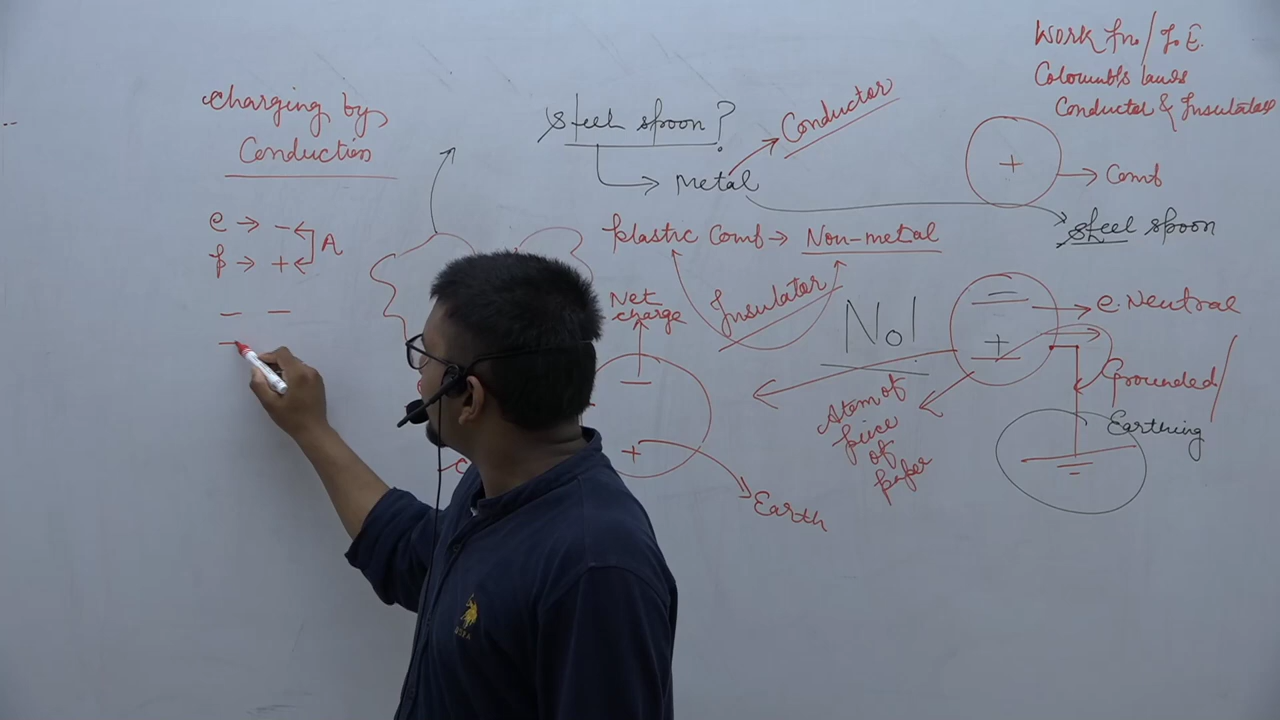 Charging by
Conduction
e → -
p → + A
- -
-
Steel spoon?
Metal
Conductor
Plastic Comb → Non-metal
Insulator
Net
charge
-
+
Earth
No!
Atom of
piece
of
paper
Work fn/
Coloumb's laws
Conductor & Insulator
+
Comb
Steel spoon
e. Neutral
+
Grounded/
Earthing